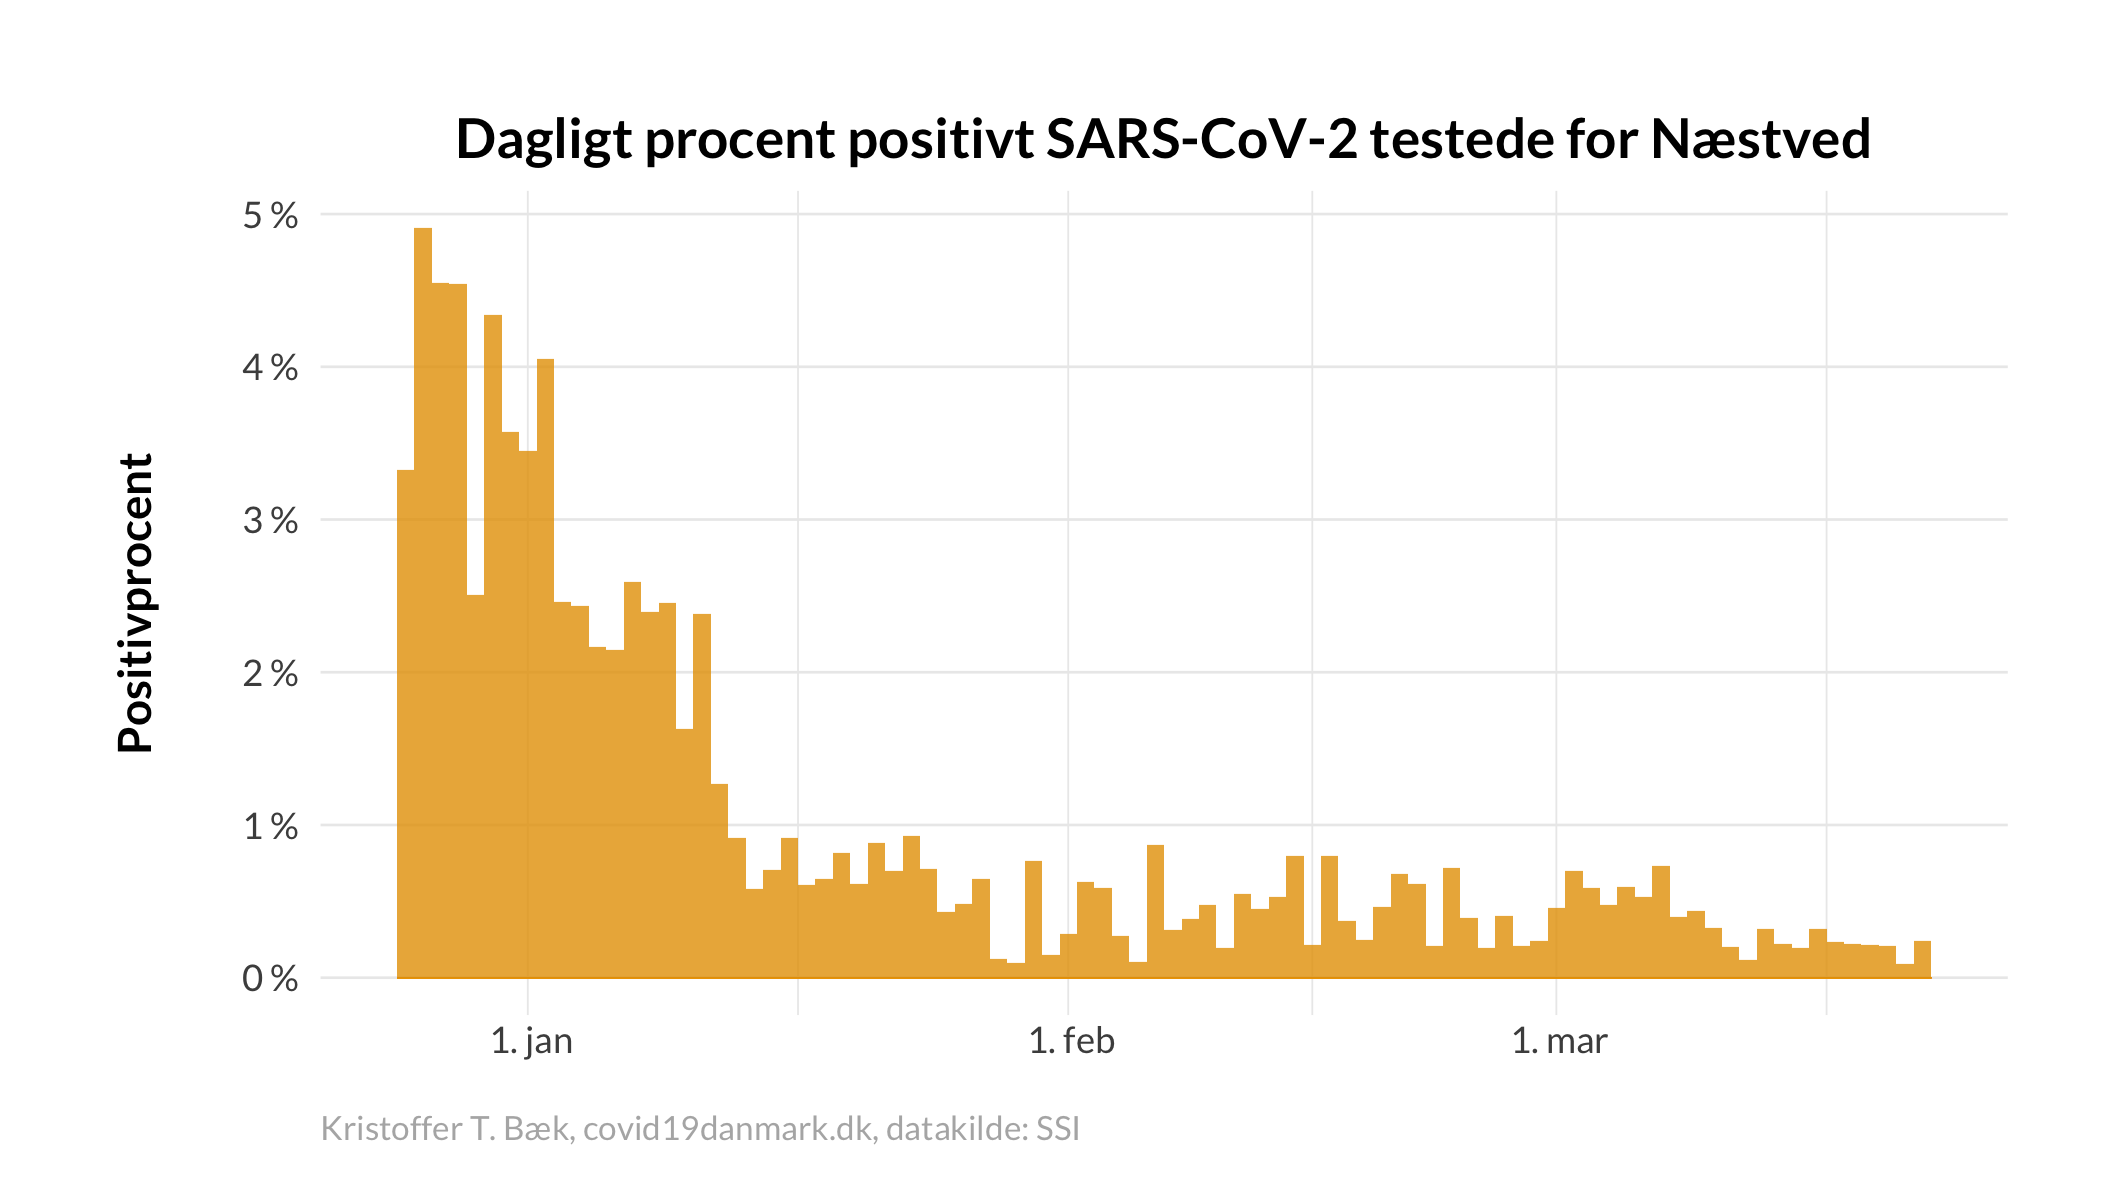 Dagligt procent positivt SARS-CoV-2 testede for Næstved
Positivprocent
5 %
4 %
3 %
2 %
1 %
0 %
1. jan
1. feb
1. mar
Kristoffer T. Bæk, covid19danmark.dk, datakilde: SSI